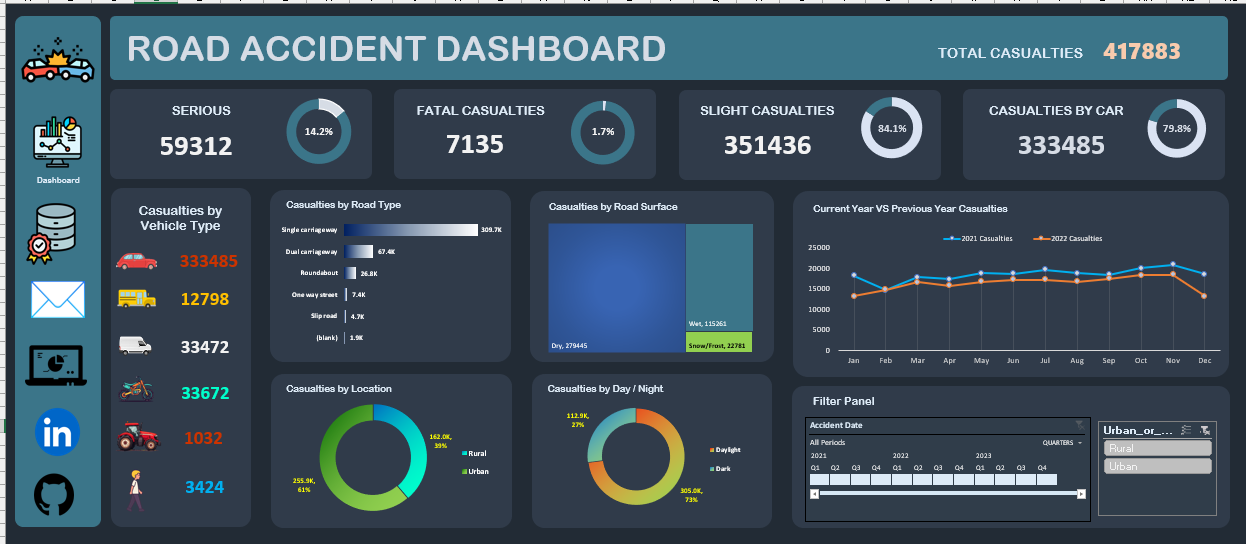 ROAD ACCIDENT DASHBOARD
TOTAL CASUALTIES 417883
SERIOUS
59312
14.2%
FATAL CASUALTIES
7135
1.7%
SLIGHT CASUALTIES
351436
84.1%
CASUALTIES BY CAR
333485
79.8%
Dashboard
in
Casualties by
Vehicle Type
333485
12798
33472
33672
1032
3424
Casualties by Road Type
Single carriageway 309.7K
Dual carriageway 67.4K
Roundabout 26.8K
One way street 7.4K
Slip road 4.7K
(blank) 1.9K
Casualties by Road Surface
Wet, 115261
Dry, 279445
Snow/Frost, 22781
Current Year VS Previous Year Casualties
2021 Casualties 2022 Casualties
25000
20000
15000
10000
5000
0
Jan Feb Mar Apr May Jun Jul Aug Sep Oct Nov Dec
Casualties by Location
162.0K,
39%
Rural
Urban
255.9K,
61%
Casualties by Day / Night
112.9K,
27%
Daylight
Dark
305.0K,
73%
Filter Panel
Accident Date
All Periods QUARTERS
2021 2022 2023
Q1 Q2 Q3 Q4 Q1 Q2 Q3 Q4 Q1 Q2 Q3 Q4
Urban_or_...
Rural
Urban